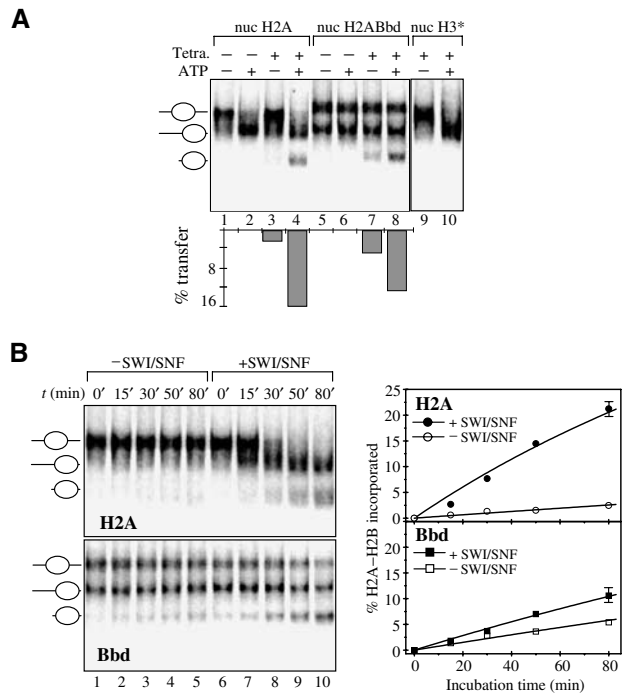 A
nuc H2A nuc H2ABbd nuc H3*
Tetra. − − + + − − + + + +
ATP − + − + − + − + − +
1 2 3 4 5 6 7 8 9 10
% transfer
8
16
B
−SWI/SNF +SWI/SNF
t (min) 0′ 15′ 30′ 50′ 80′ 0′ 15′ 30′ 50′ 80′
H2A
Bbd
1 2 3 4 5 6 7 8 9 10
% H2A−H2B incorporated
25
20
15
10
5
0
H2A
+ SWI/SNF
− SWI/SNF
20
15
10
5
0
Bbd
+ SWI/SNF
− SWI/SNF
0 20 40 60 80
Incubation time (min)